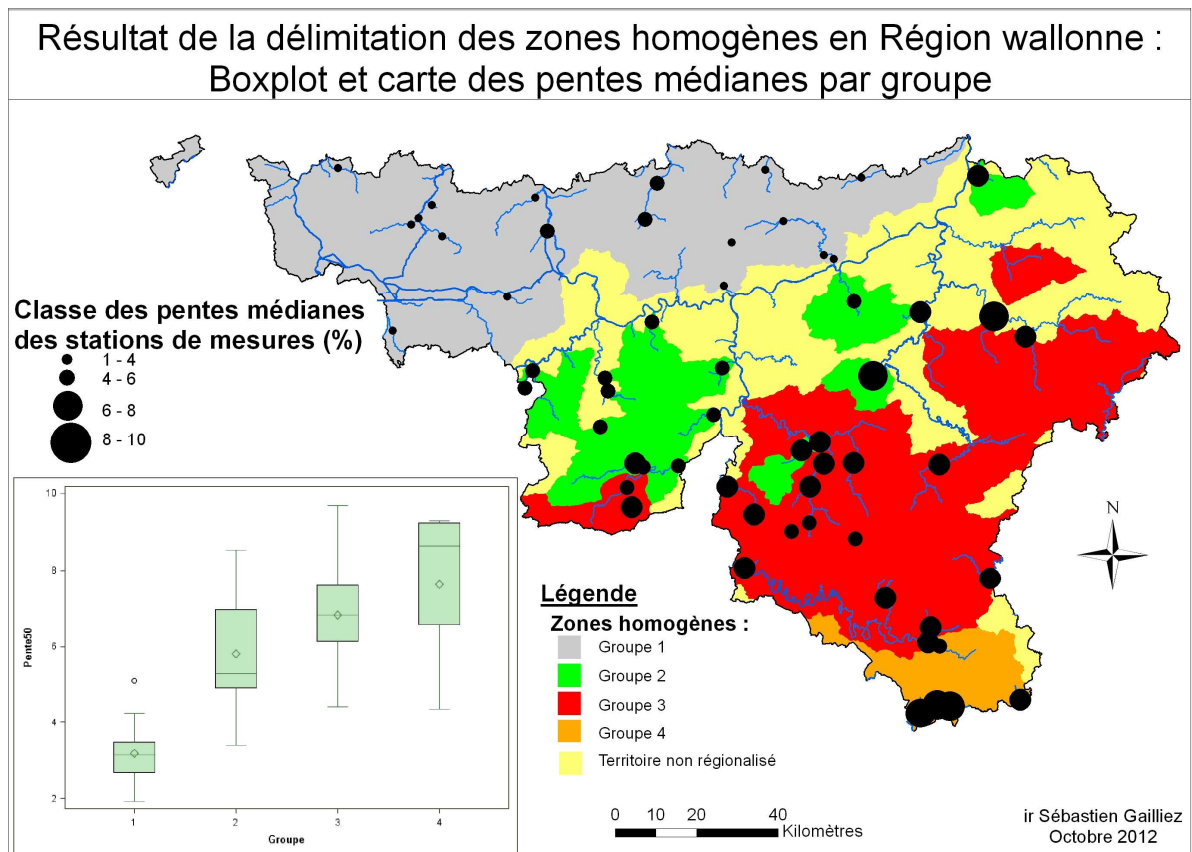 Résultat de la délimitation des zones homogènes en Région wallonne :
Boxplot et carte des pentes médianes par groupe
Classe des pentes médianes
des stations de mesures (%)
1 - 4
4 - 6
6 - 8
8 - 10
10
8
6
4
2
Pente50
1
2
3
4
Groupe
N
Légende
Zones homogènes :
Groupe 1
Groupe 2
Groupe 3
Groupe 4
Territoire non régionalisé
0 10 20 40
Kilomètres
ir Sébastien Gailliez
Octobre 2012